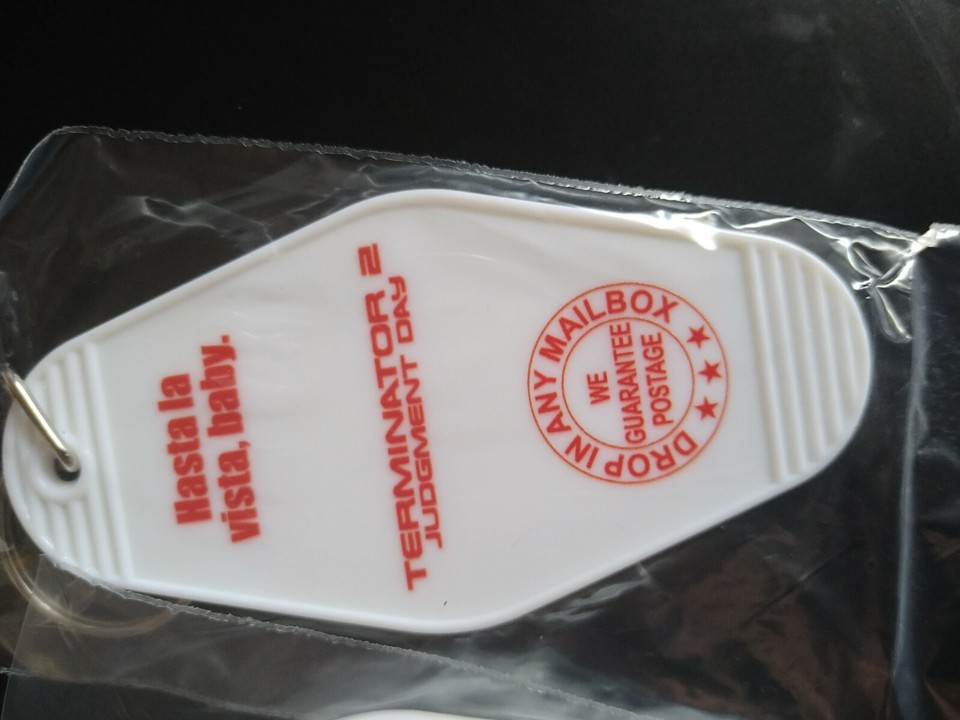 Hasta la
vista, baby.
TERMINATOR 2
JUDGMENT DAY
DROP IN ANY MAILBOX
WE
GUARANTEE
POSTAGE